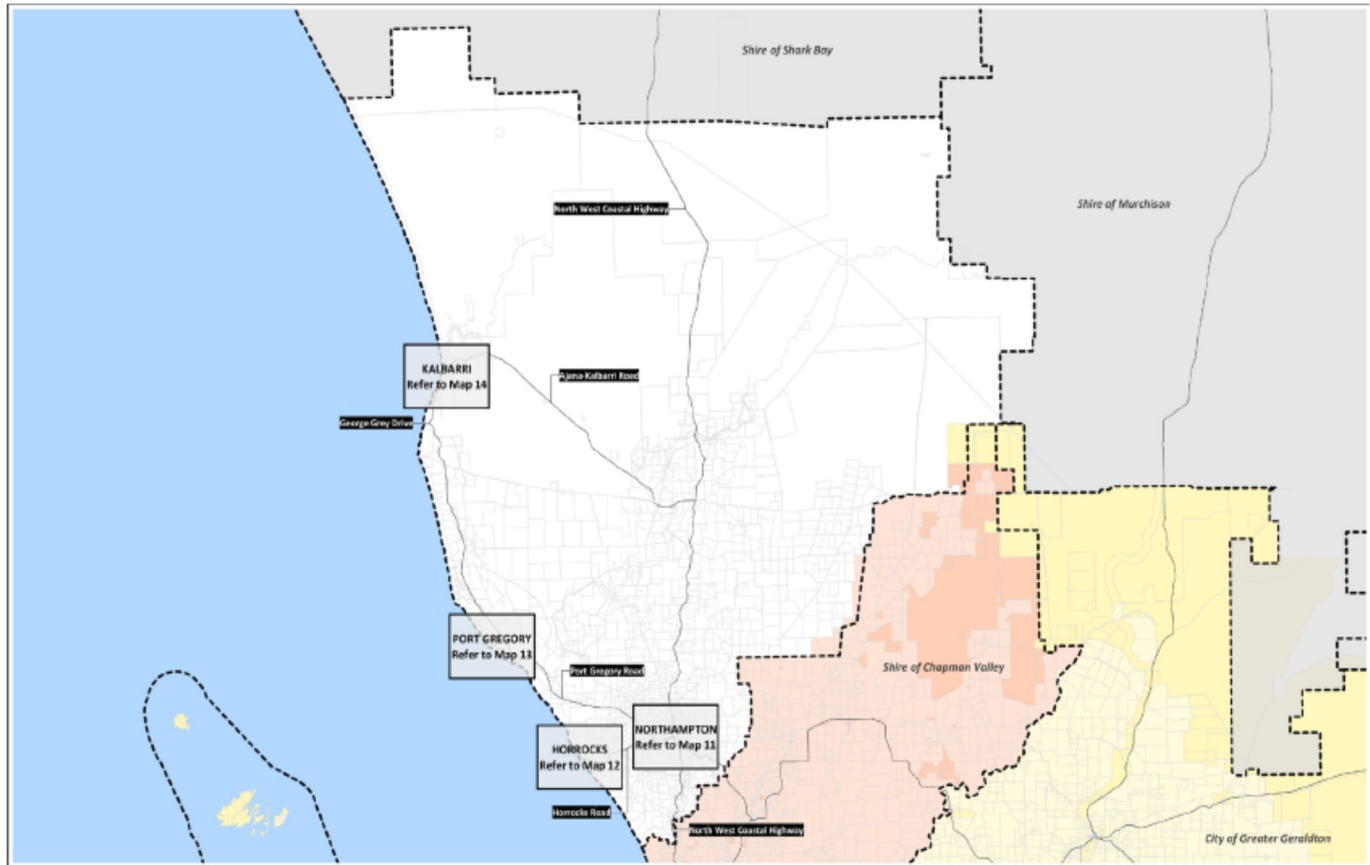 Shire of Shark Bay
Shire of Murchison
North West Coastal Highway
KALBARRI
Refer to Map 14
Ajana-Kalbarri Road
George Grey Drive
PORT GREGORY
Refer to Map 13
Port Gregory Road
Shire of Chapman Valley
NORTHAMPTON
Refer to Map 11
HORROCKS
Refer to Map 12
Horrocks Road
North West Coastal Highway
City of Greater Geraldton